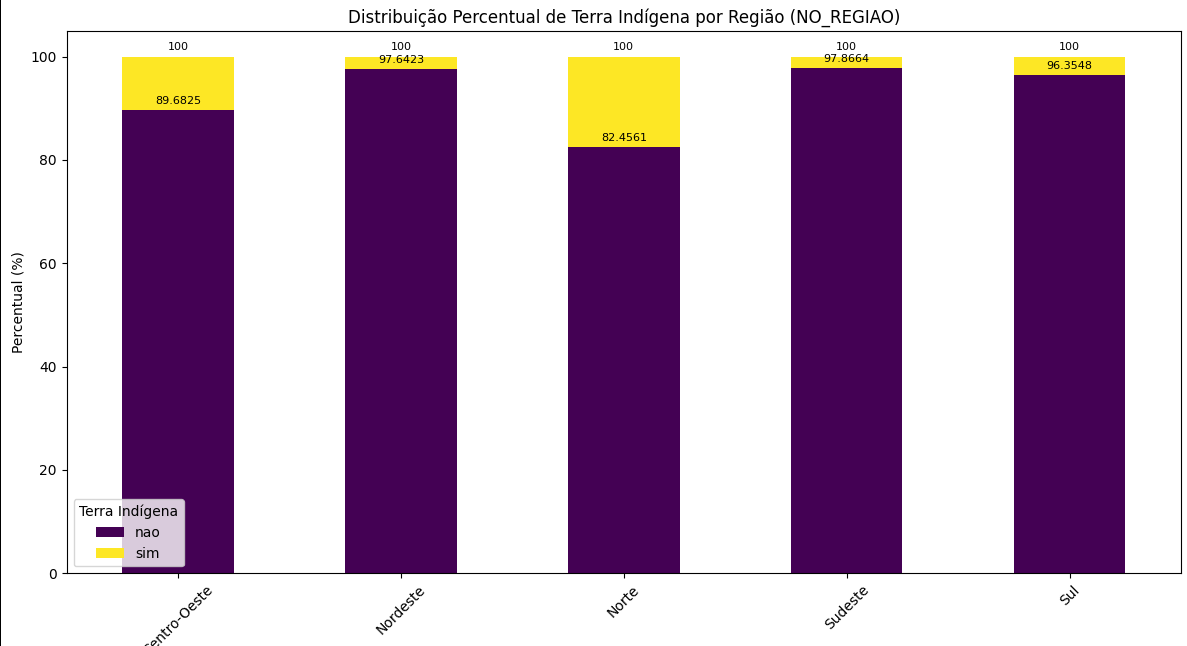 Distribuição Percentual de Terra Indígena por Região (NO_REGIAO)
100 100 100 100 100
89.6825 97.6423 82.4561 97.8664 96.3548
Percentual (%)
100
80
60
40
20
0
Terra Indígena
nao
sim
entro-Oeste
Nordeste
Norte
Sudeste
Sul